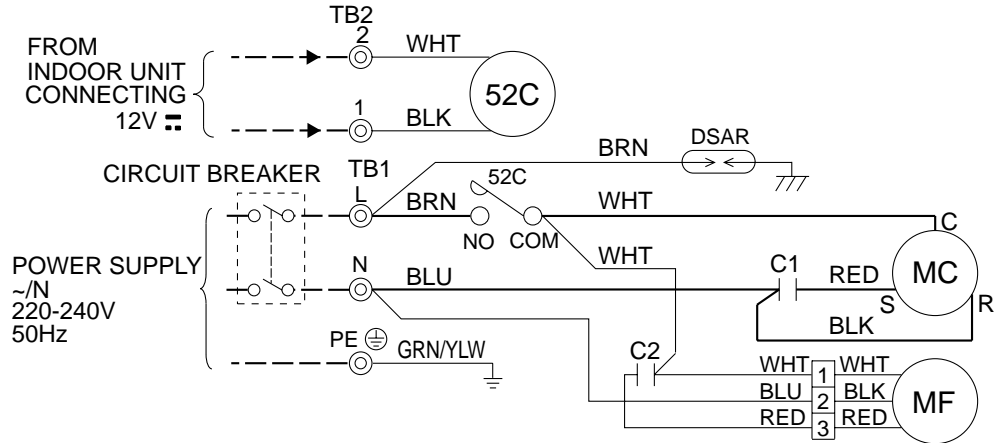 TB2
FROM
INDOOR UNIT
CONNECTING
12V ⎓
2
WHT
52C
1
BLK
DSAR
BRN
CIRCUIT BREAKER
TB1
L
BRN
52C
NO
COM
WHT
WHT
C
MC
S
R
POWER SUPPLY
~/N
220-240V
50Hz
N
BLU
C1
RED
BLK
PE
GRN/YLW
C2
WHT 1 WHT
BLU 2 BLK
RED 3 RED
MF